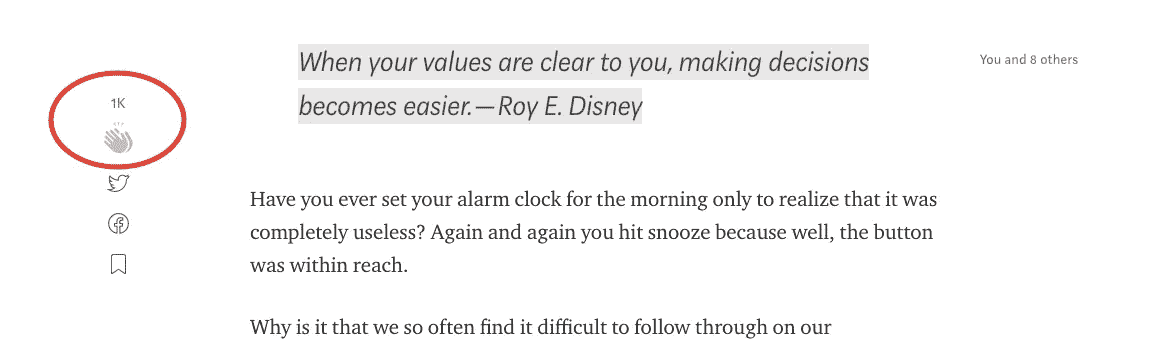 1K
When your values are clear to you, making decisions
becomes easier.—Roy E. Disney
You and 8 others
Have you ever set your alarm clock for the morning only to realize that it was
completely useless? Again and again you hit snooze because well, the button
was within reach.
Why is it that we so often find it difficult to follow through on our